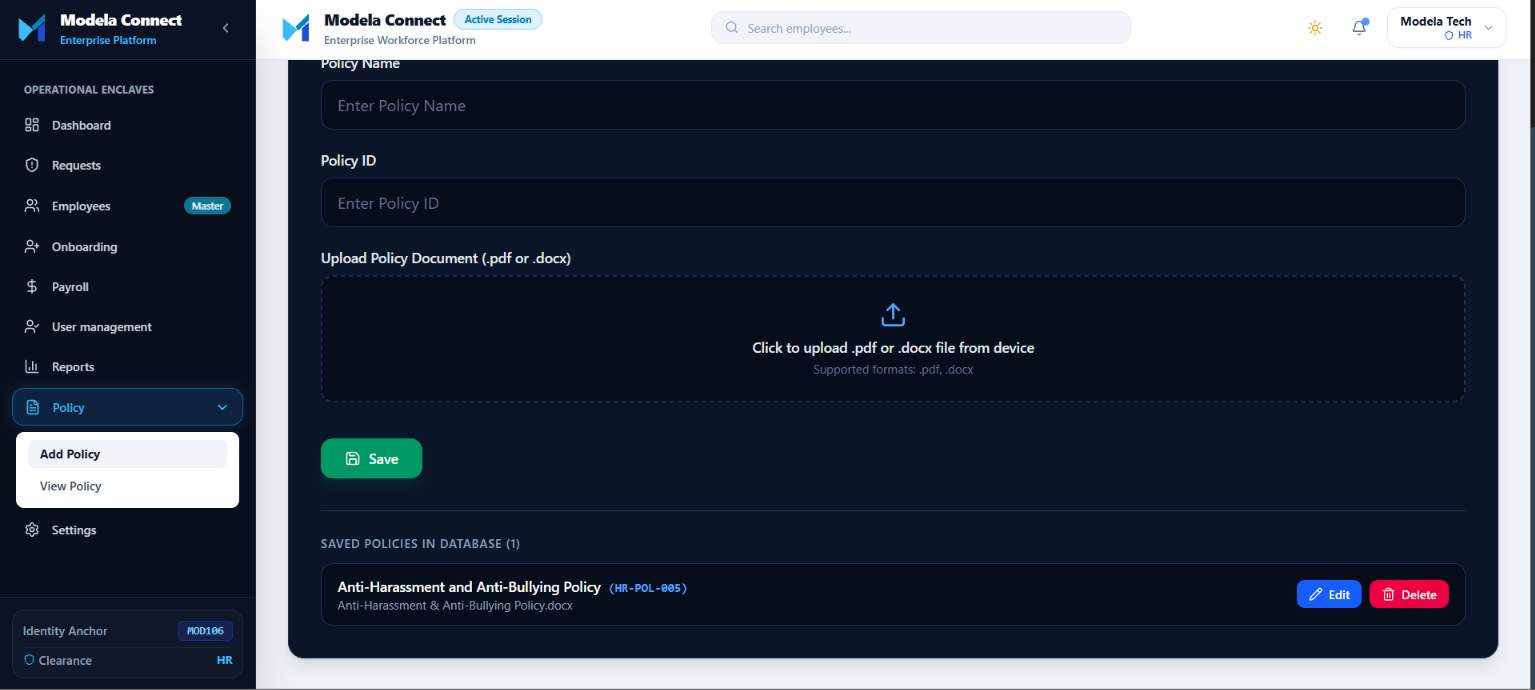 Modela Connect
Enterprise Platform
OPERATIONAL ENCLAVES
Dashboard
Requests
Employees Master
Onboarding
Payroll
User management
Reports
Policy
Add Policy
View Policy
Settings
Identity Anchor MOD106
Clearance HR
Modela Connect Active Session
Enterprise Workforce Platform
Search employees...
Modela Tech
HR
Policy Name
Enter Policy Name
Policy ID
Enter Policy ID
Upload Policy Document (.pdf or .docx)
Click to upload .pdf or .docx file from device
Supported formats: .pdf, .docx
Save
SAVED POLICIES IN DATABASE (1)
Anti-Harassment and Anti-Bullying Policy (HR-POL-005)
Anti-Harassment & Anti-Bullying Policy.docx
Edit Delete